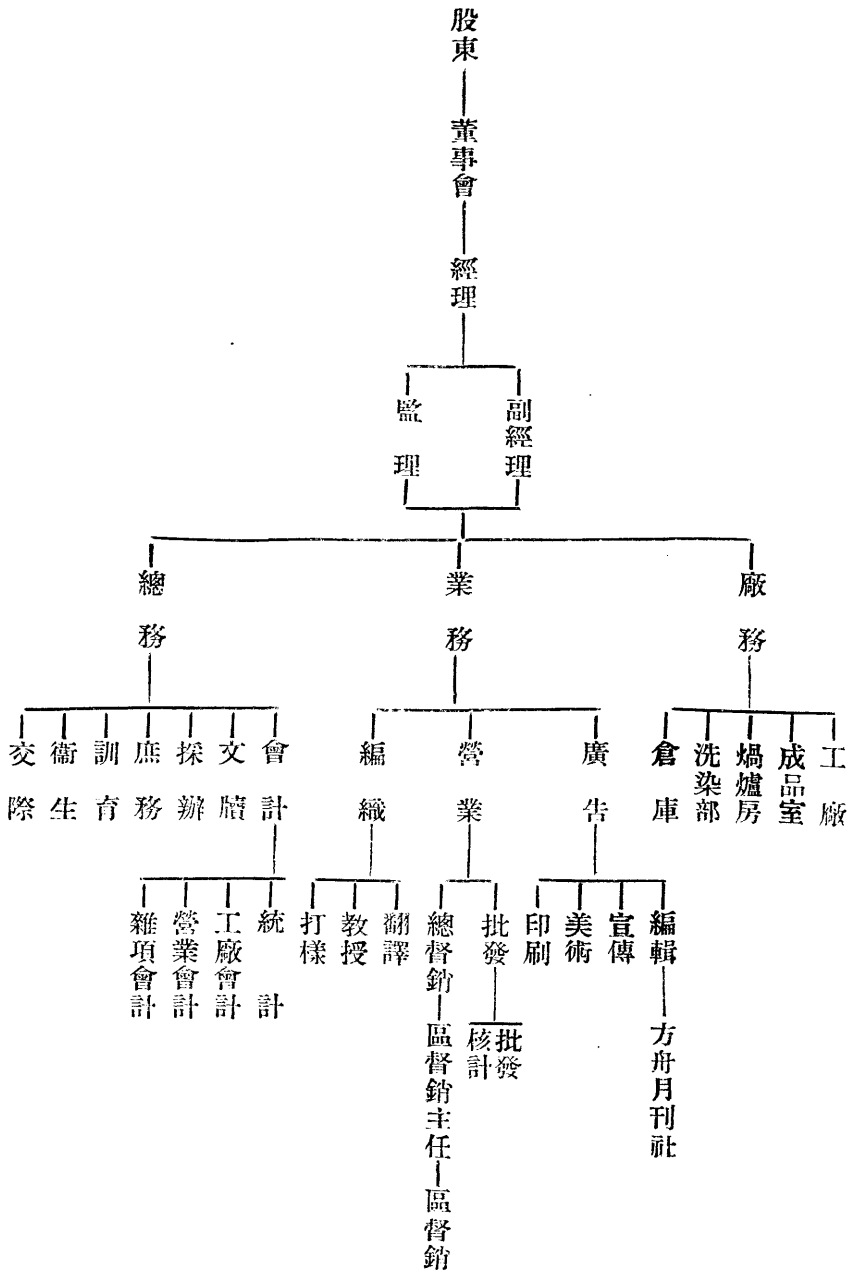 股東
董事會
經理
副經理
監理
廠務
業務
總務
工廠
成品室
煱爐房
洗染部
倉庫
廣告
營業
編織
會計
文牘
採辦
庶務
訓育
衞生
交際
編輯
宣傳
美術
印刷
批發
總督銷
翻譯
教授
打樣
統計
工廠會計
營業會計
雜項會計
方舟月刊社
批發
核計
區督銷主任
區督銷